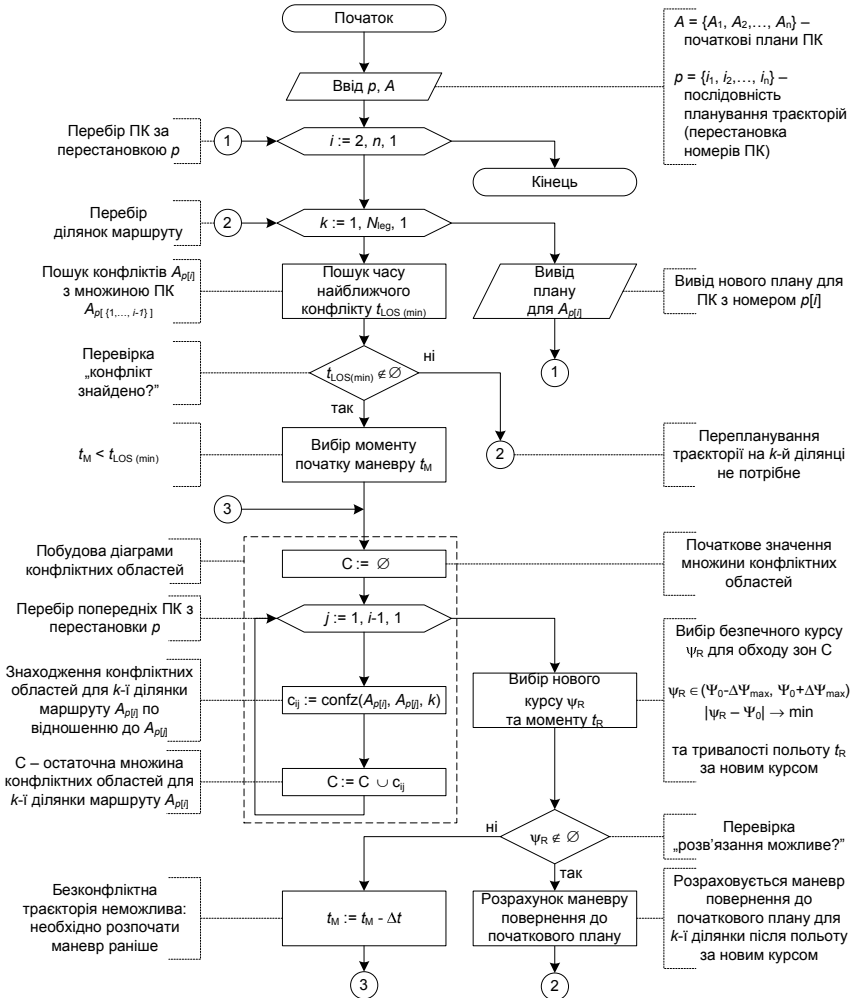 Початок
A = {A1, A2,…, An} –
початкові плани ПК
p = {i1, i2,…, in} –
послідовність
планування траєкторій
(перестановка
номерів ПК)
Ввід p, A
Перебір ПК за
перестановкою p
1
i := 2, n, 1
Кінець
Перебір
ділянок маршруту
2
k := 1, Nleg, 1
Пошук конфліктів Ap[i]
з множиною ПК
Ap[ {1,…, i-1} ]
Пошук часу
найближчого
конфлікту tLOS (min)
Вивід
плану
для Ap[i]
Вивід нового плану для
ПК з номером p[i]
1
Перевірка
„конфлікт
знайдено?”
tLOS(min) ∉ ∅
ні
так
2
Перепланування
траєкторії на k-й ділянці
не потрібне
tM < tLOS (min)
Вибір моменту
початку маневру tM
3
Побудова діаграми
конфліктних областей
C := ∅
Початкове значення
множини конфліктних
областей
Перебір попередніх ПК з
перестановки p
j := 1, i-1, 1
Знаходження конфліктних
областей для k-ї ділянки
маршруту Ap[i] по
відношенню до Ap[j]
cij := confz(Ap[i], Ap[j], k)
Вибір нового
курсу ψR
та моменту tR
Вибір безпечного курсу
ψR для обходу зон C
ψR ∈ (Ψ0-ΔΨmax, Ψ0+ΔΨmax)
|ψR – Ψ0| → min
та тривалості польоту tR
за новим курсом
C – остаточна множина
конфліктних областей для
k-ї ділянки маршруту Ap[i]
C := C ∪ cij
ні
ψR ∉ ∅
так
Перевірка
„розв’язання можливе?”
Безконфліктна
траєкторія неможлива:
необхідно розпочати
маневр раніше
tM := tM - Δt
Розрахунок маневру
повернення до
початкового плану
Розраховується маневр
повернення до
початкового плану для
k-ї ділянки після польоту
за новим курсом
3
2